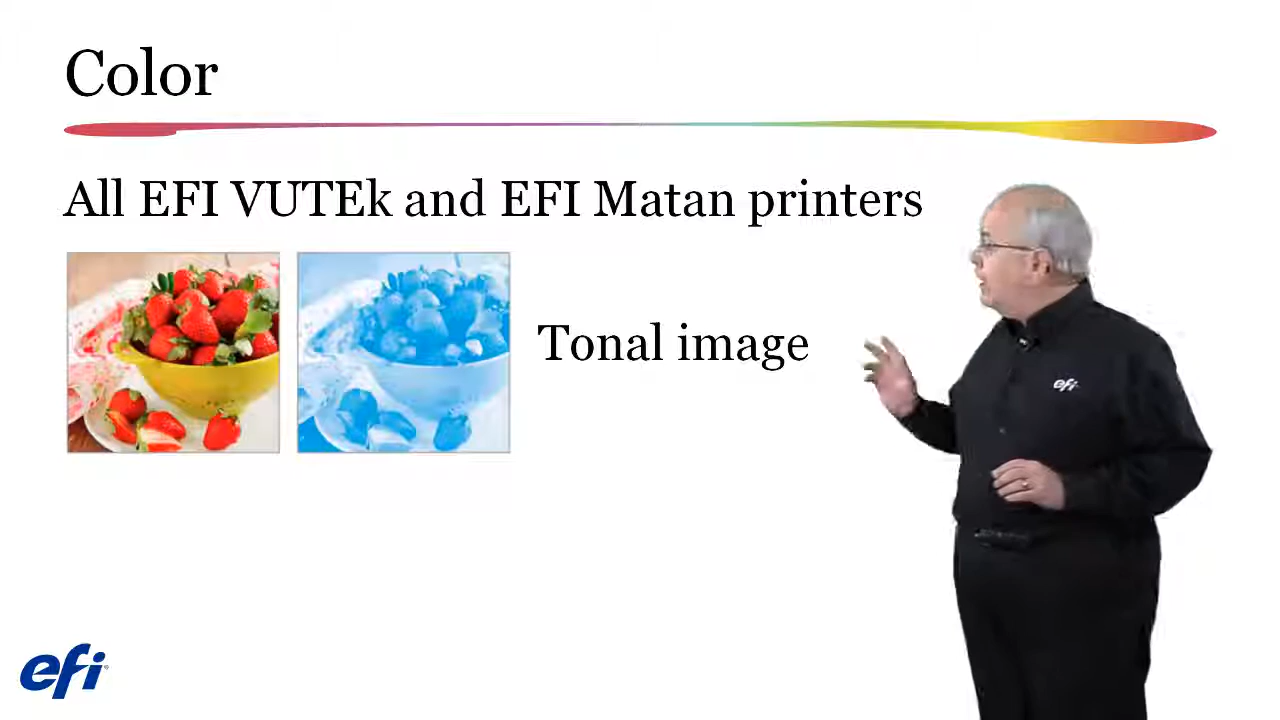 Color
All EFI VUTEk and EFI Matan printers
Tonal image
efi
efi